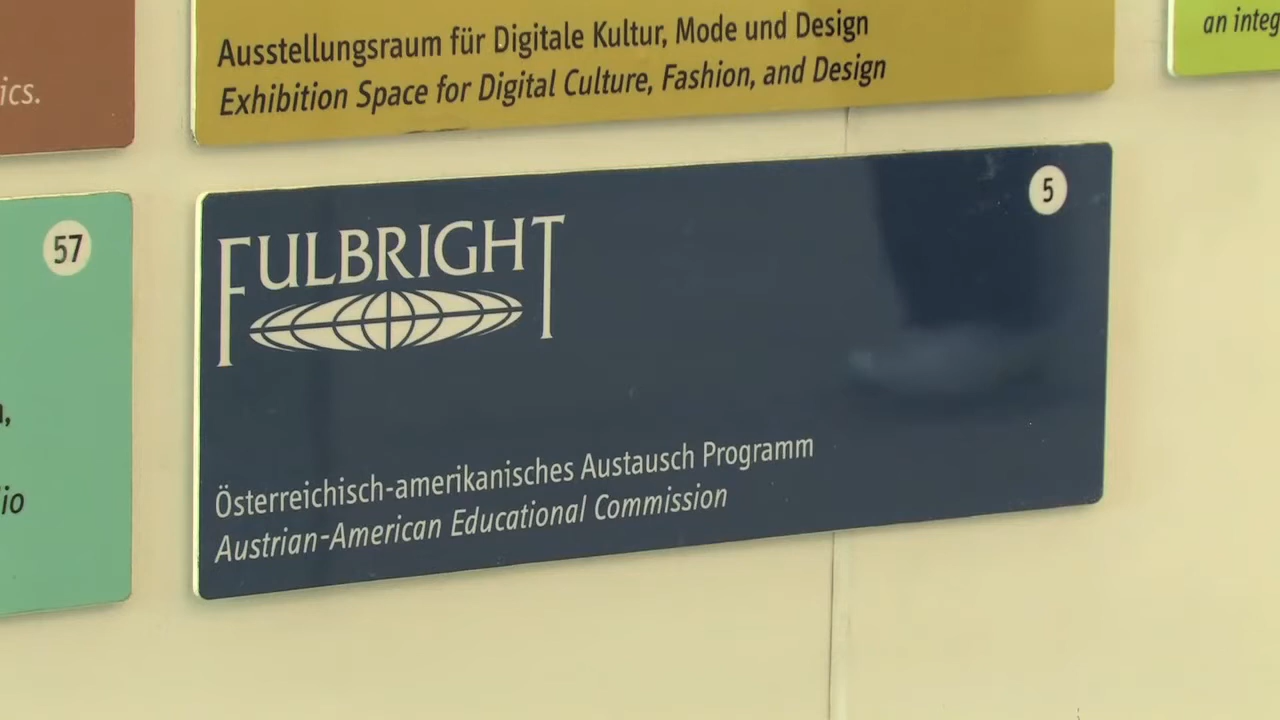 ics.
Ausstellungsraum für Digitale Kultur, Mode und Design
Exhibition Space for Digital Culture, Fashion, and Design
an integ
57
io
FULBRIGHT
5
Österreichisch-amerikanisches Austausch Programm
Austrian-American Educational Commission